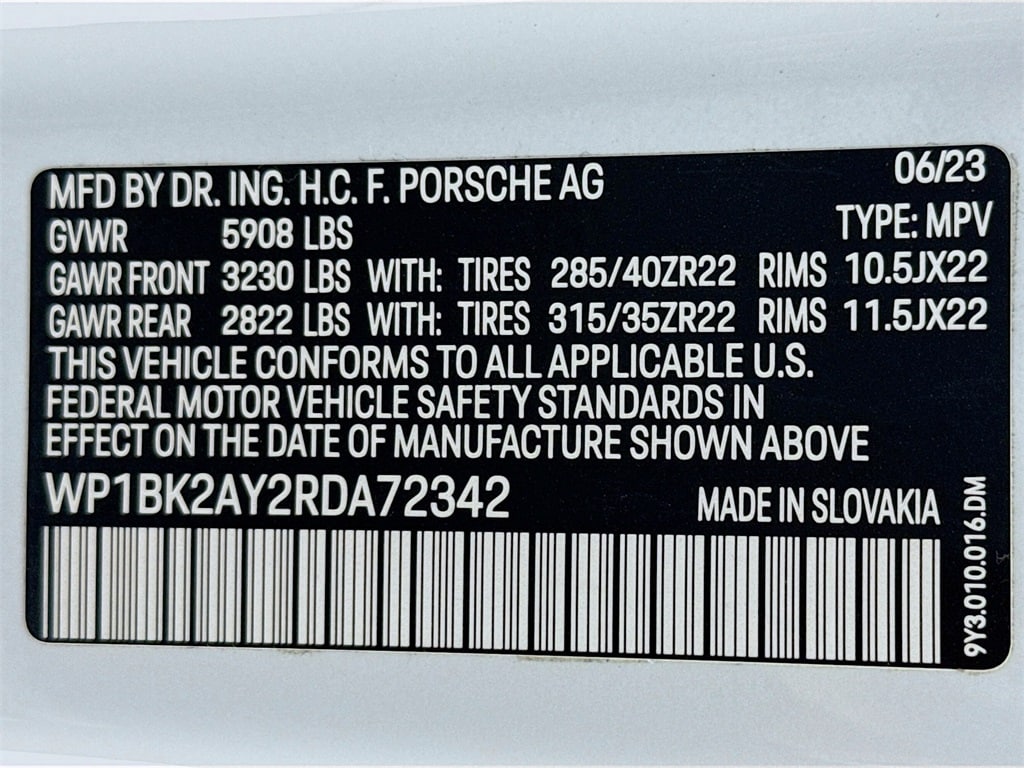 MFD BY DR. ING. H.C. F. PORSCHE AG 06/23
GVWR 5908 LBS TYPE: MPV
GAWR FRONT 3230 LBS WITH: TIRES 285/40ZR22 RIMS 10.5JX22
GAWR REAR 2822 LBS WITH: TIRES 315/35ZR22 RIMS 11.5JX22
THIS VEHICLE CONFORMS TO ALL APPLICABLE U.S.
FEDERAL MOTOR VEHICLE SAFETY STANDARDS IN
EFFECT ON THE DATE OF MANUFACTURE SHOWN ABOVE
WP1BK2AY2RDA72342 MADE IN SLOVAKIA
9Y3.010.016.DM